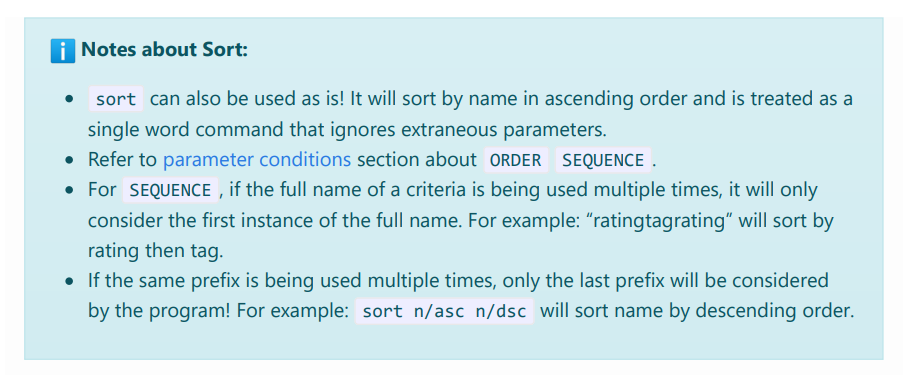 ℹ Notes about Sort:
• sort can also be used as is! It will sort by name in ascending order and is treated as a
single word command that ignores extraneous parameters.
• Refer to parameter conditions section about ORDER SEQUENCE.
• For SEQUENCE, if the full name of a criteria is being used multiple times, it will only
consider the first instance of the full name. For example: “ratingtagrating” will sort by
rating then tag.
• If the same prefix is being used multiple times, only the last prefix will be considered
by the program! For example: sort n/asc n/dsc will sort name by descending order.